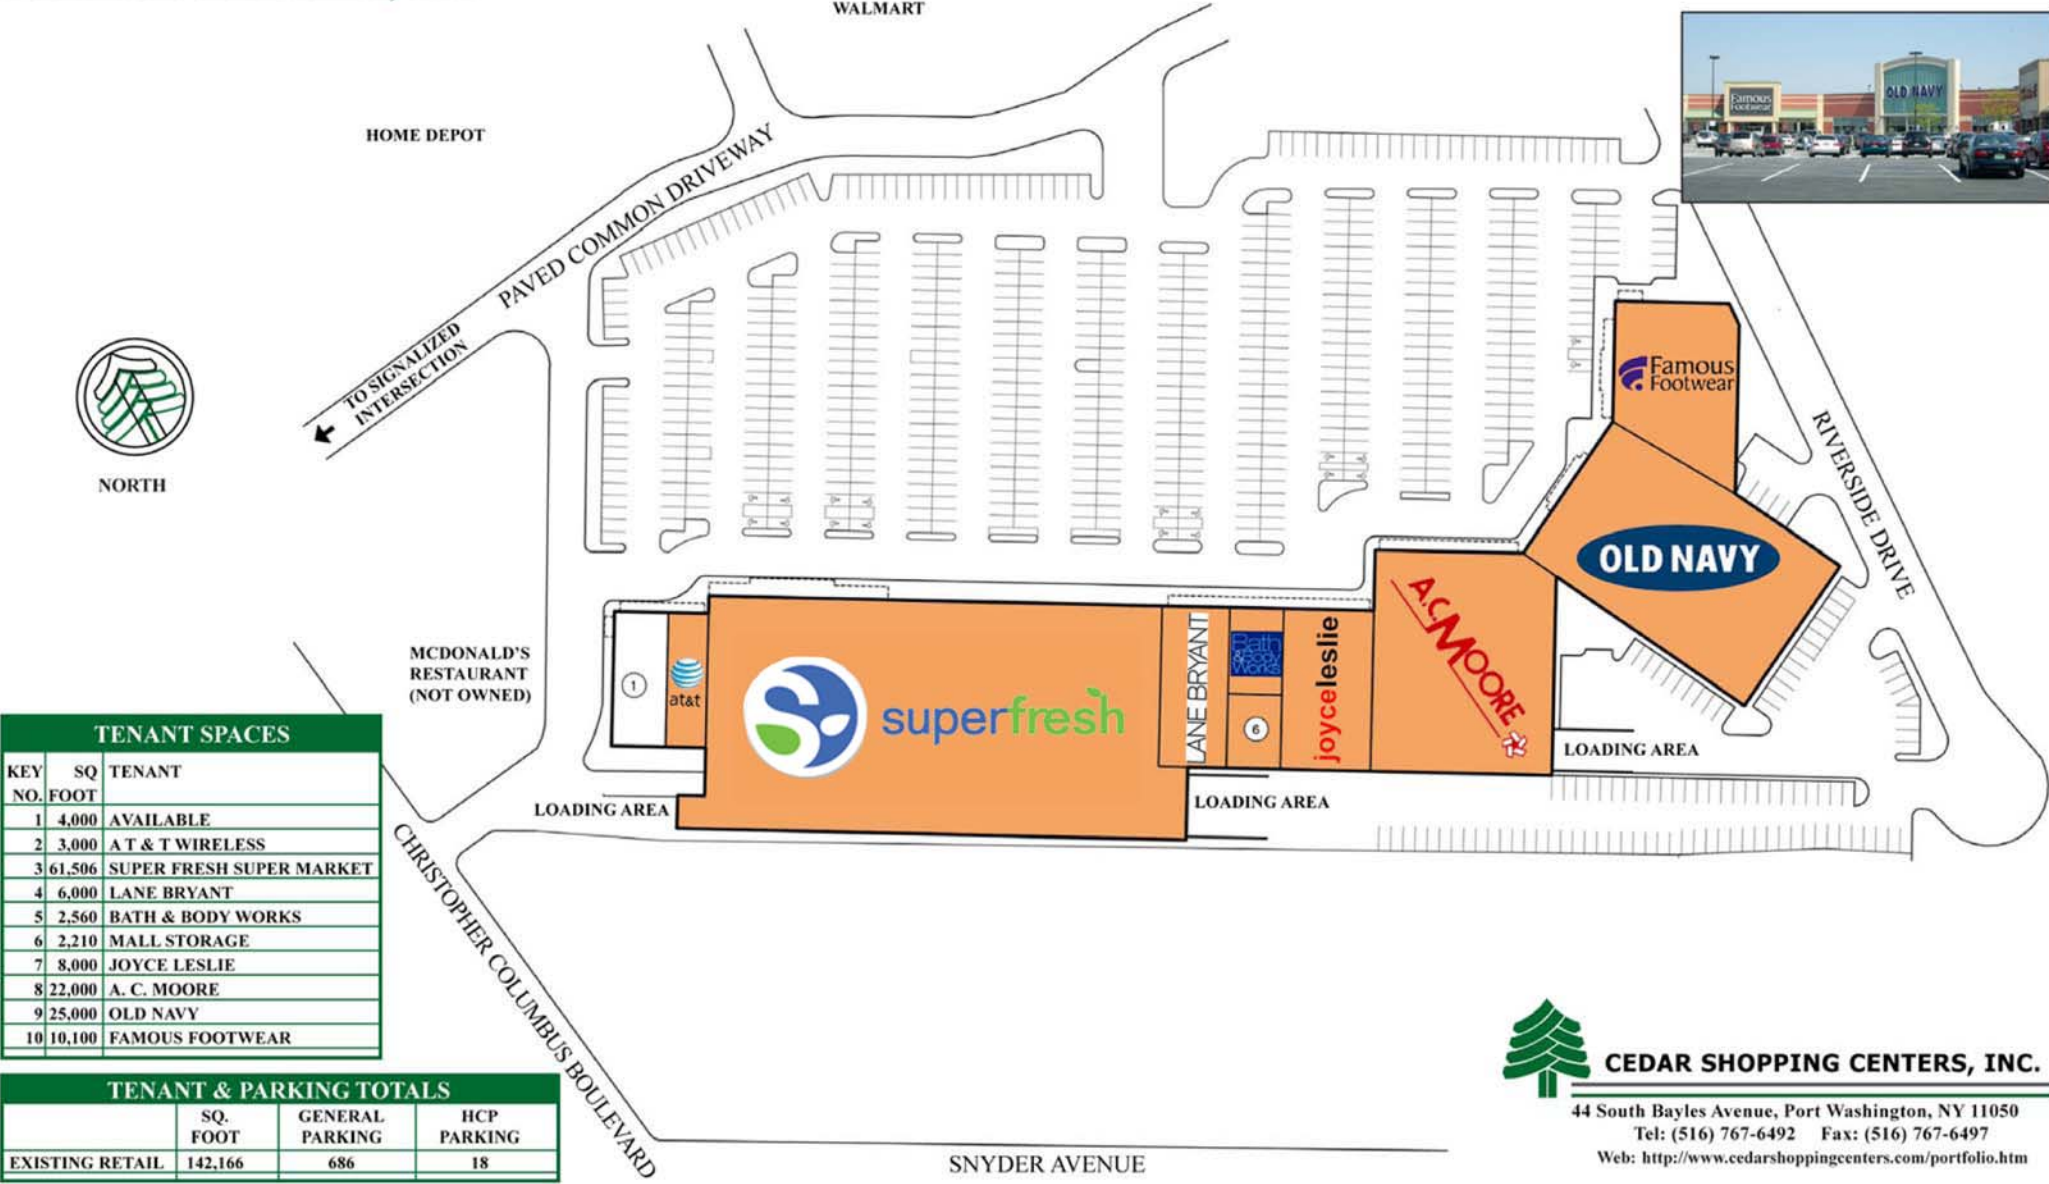 WALMART
HOME DEPOT
PAVED COMMON DRIVEWAY
TO SIGNALIZED
INTERSECTION
NORTH
Famous
Footwear
OLD NAVY
Famous
Footwear
RIVERSIDE DRIVE
OLD NAVY
MCDONALD'S
RESTAURANT
(NOT OWNED)
1
at&t
superfresh
LANE BRYANT
Bath
& Body
Works
6
joyceleslie
A.C.MOORE
LOADING AREA
LOADING AREA
LOADING AREA
CHRISTOPHER COLUMBUS BOULEVARD
SNYDER AVENUE
TENANT SPACES
KEY NO. SQ FOOT TENANT
1 4,000 AVAILABLE
2 3,000 A T & T WIRELESS
3 61,506 SUPER FRESH SUPER MARKET
4 6,000 LANE BRYANT
5 2,560 BATH & BODY WORKS
6 2,210 MALL STORAGE
7 8,000 JOYCE LESLIE
8 22,000 A. C. MOORE
9 25,000 OLD NAVY
10 10,100 FAMOUS FOOTWEAR
TENANT & PARKING TOTALS
SQ. FOOT GENERAL PARKING HCP PARKING
EXISTING RETAIL 142,166 686 18
CEDAR SHOPPING CENTERS, INC.
44 South Bayles Avenue, Port Washington, NY 11050
Tel: (516) 767-6492 Fax: (516) 767-6497
Web: http://www.cedarshoppingcenters.com/portfolio.htm